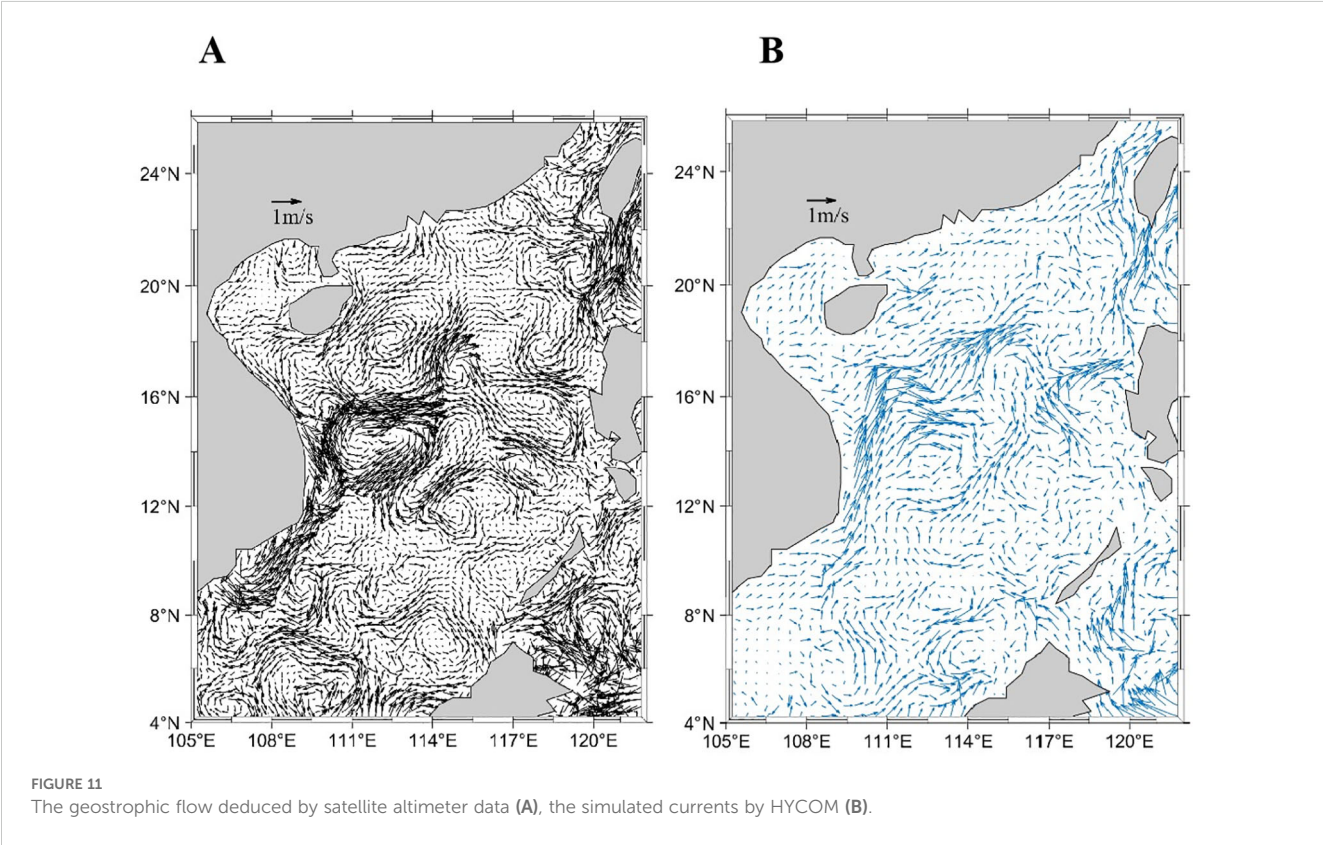 A
B
24°N
20°N
16°N
12°N
8°N
4°N
1m/s
105°E 108°E 111°E 114°E 117°E 120°E
24°N
20°N
16°N
12°N
8°N
4°N
1m/s
105°E 108°E 111°E 114°E 117°E 120°E
FIGURE 11
The geostrophic flow deduced by satellite altimeter data (A), the simulated currents by HYCOM (B).